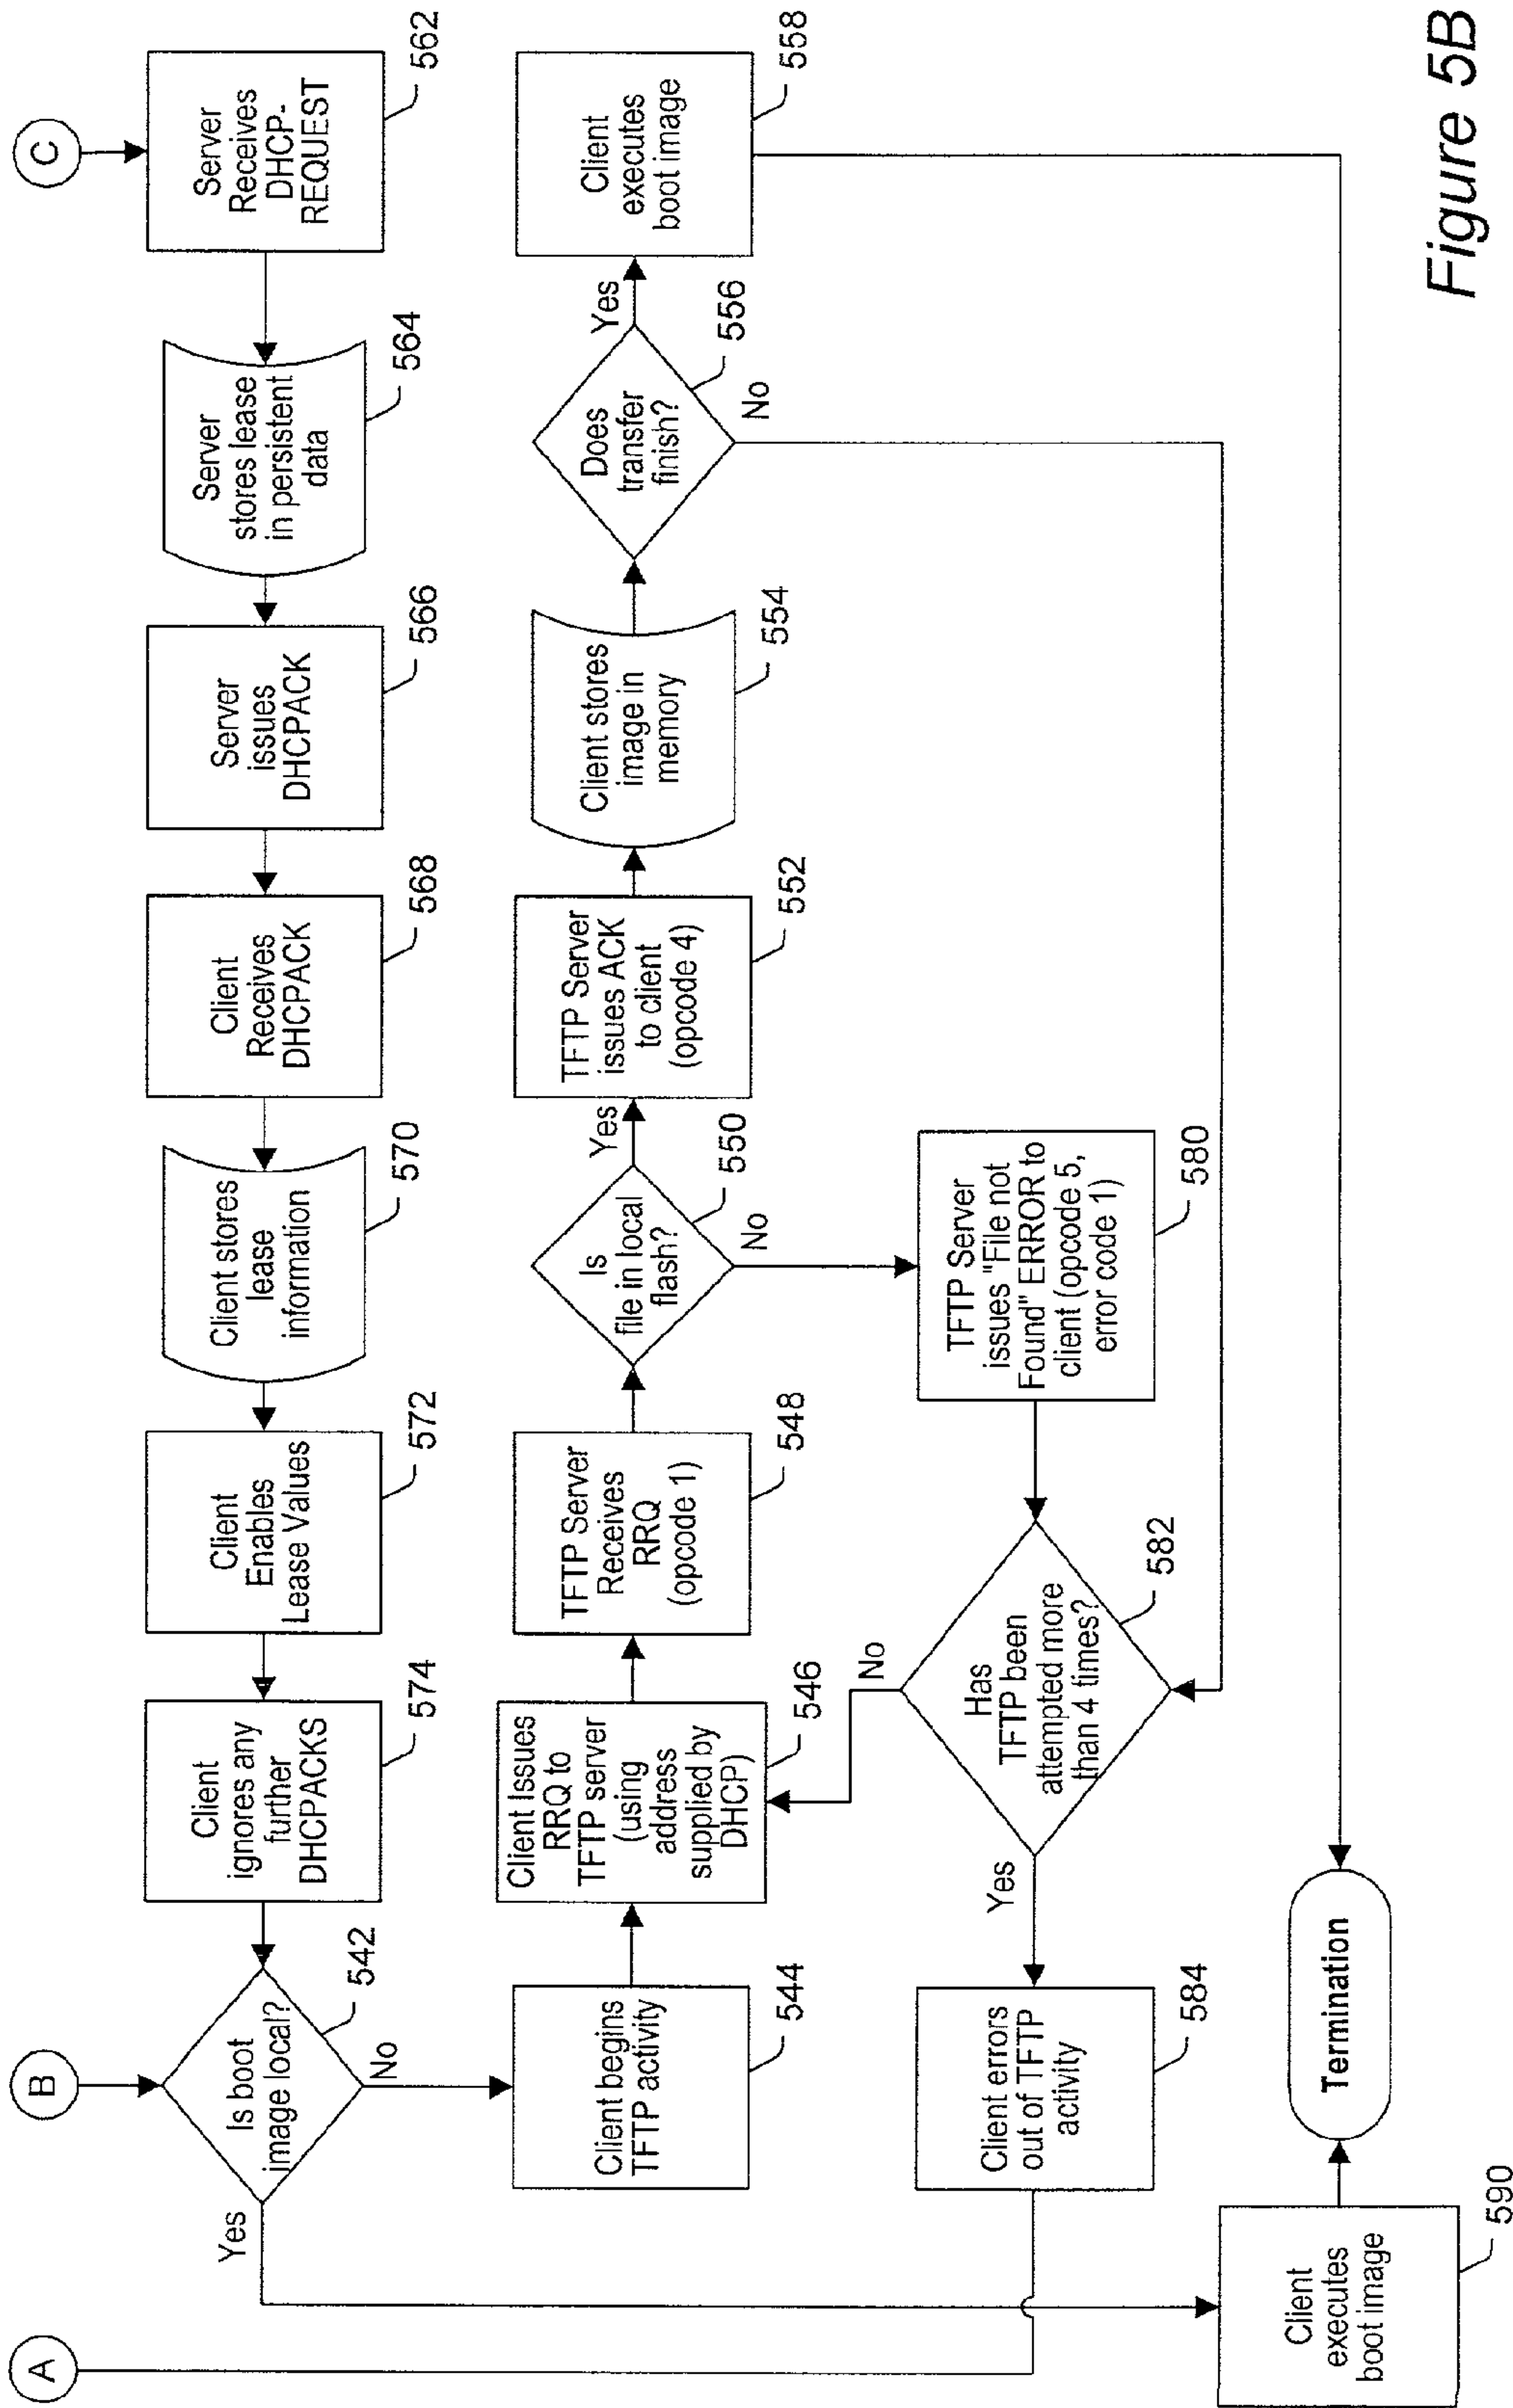 A
B
C
Is boot
image local?
542
Yes
No
Client
ignores any
further
DHCPACKS
574
Client
Enables
Lease Values
572
Client stores
lease
information
570
Client
Receives
DHCPACK
568
Server
issues
DHCPACK
566
Server
stores lease
in persistent
data
564
Server
Receives
DHCP-
REQUEST
562
Client begins
TFTP activity
544
Client Issues
RRQ to
TFTP server
(using
address
supplied by
DHCP)
546
TFTP Server
Receives
RRQ
(opcode 1)
548
Is
file in local
flash?
550
Yes
No
TFTP Server
issues ACK
to client
(opcode 4)
552
Client stores
image in
memory
554
Does
transfer
finish?
556
Yes
No
Client
executes
boot image
558
Client errors
out of TFTP
activity
584
Yes
Has
TFTP been
attempted more
than 4 times?
582
No
TFTP Server
issues "File not
Found" ERROR to
client (opcode 5,
error code 1)
580
Client
executes
boot image
590
Termination
Figure 5B